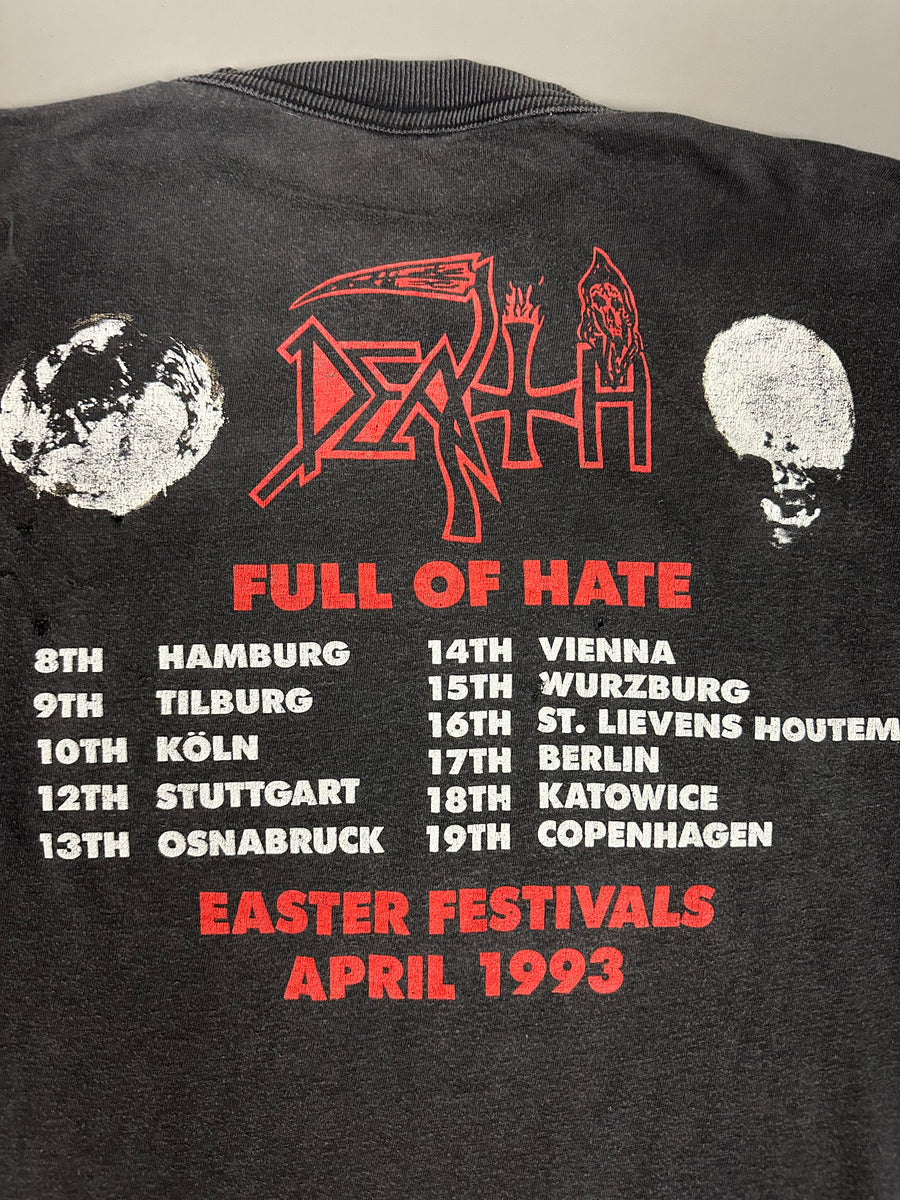 DEATH
FULL OF HATE
8TH HAMBURG
9TH TILBURG
10TH KÖLN
12TH STUTTGART
13TH OSNABRUCK
14TH VIENNA
15TH WURZBURG
16TH ST. LIEVENS HOUTEM
17TH BERLIN
18TH KATOWICE
19TH COPENHAGEN
EASTER FESTIVALS
APRIL 1993